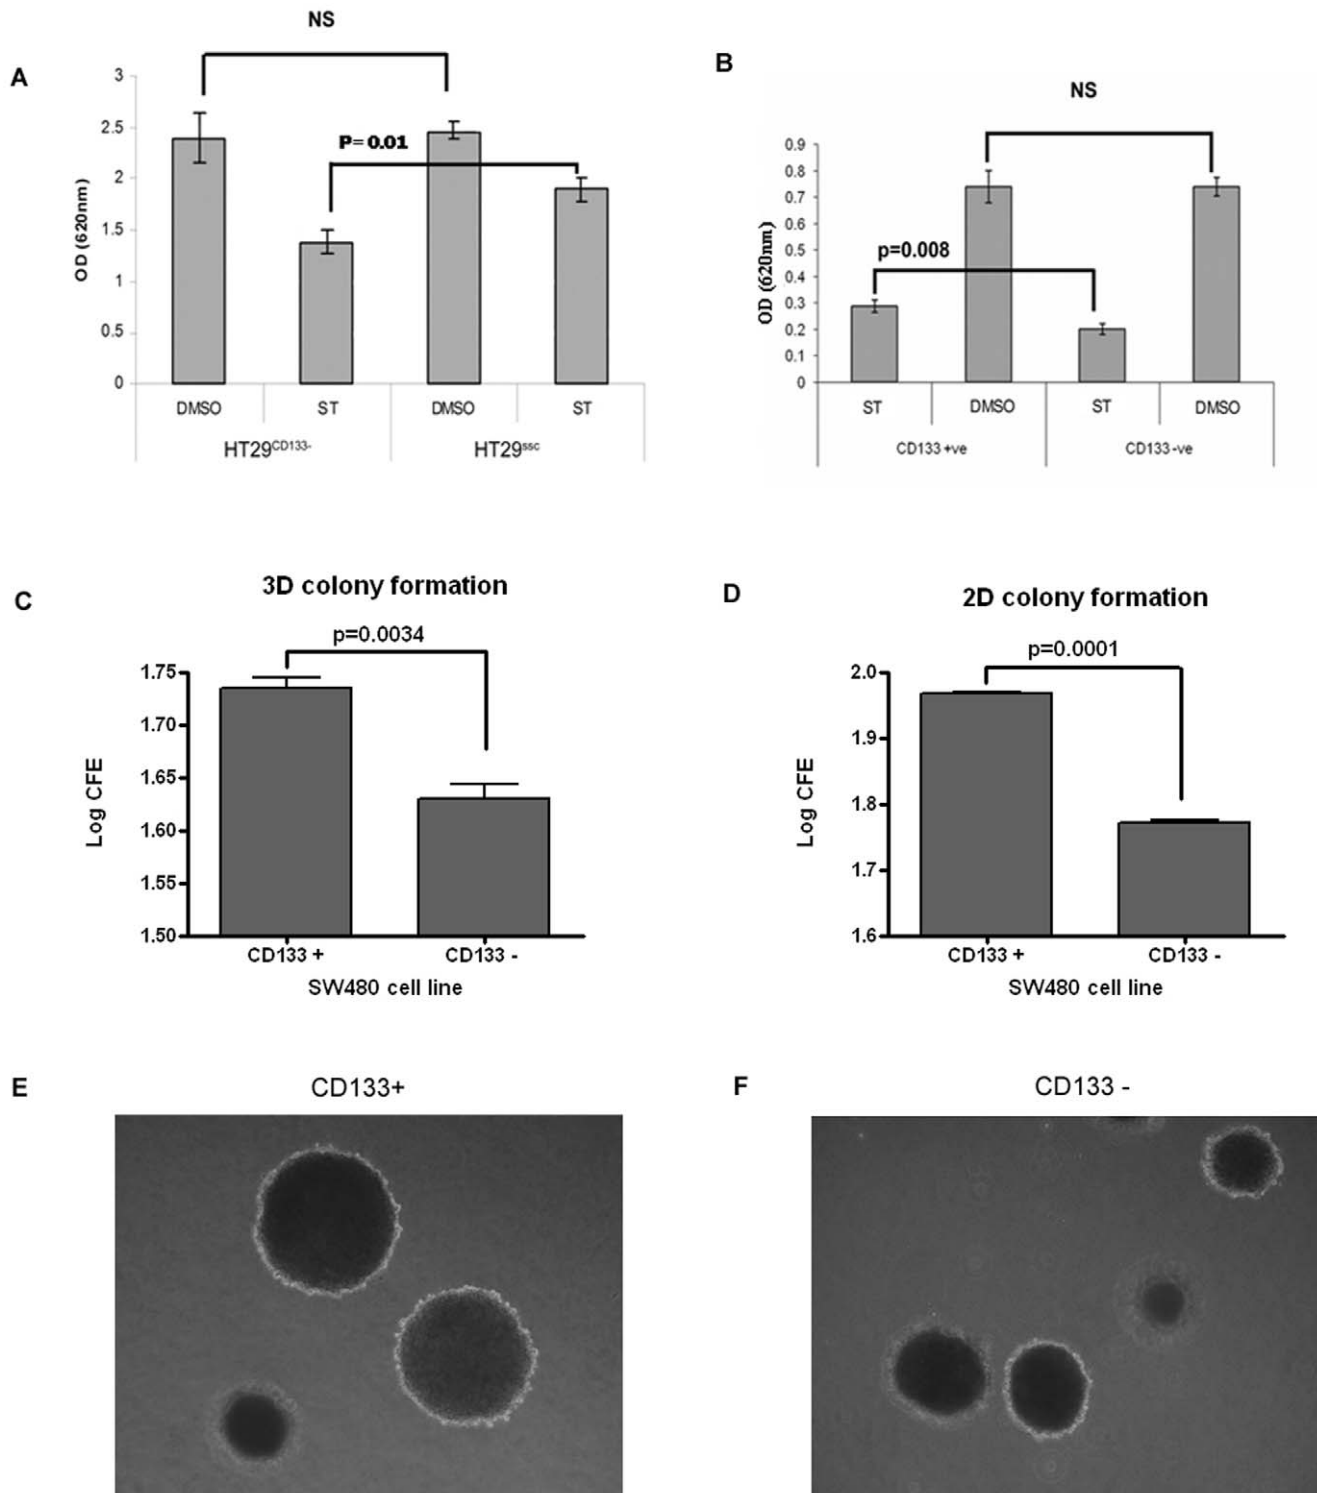 A
NS
3
2.5
2
1.5
1
0.5
0
OD (620nm)
P= 0.01
DMSO
ST
DMSO
ST
HT29CD133-
HT29ssc
B
NS
0.9
0.8
0.7
0.6
0.5
0.4
0.3
0.2
0.1
0
OD (620nm)
p=0.008
ST
DMSO
ST
DMSO
CD133 +ve
CD133 -ve
C
3D colony formation
p=0.0034
1.75
1.70
1.65
1.60
1.55
1.50
Log CFE
CD133 +
CD133 -
SW480 cell line
D
2D colony formation
p=0.0001
2.0
1.9
1.8
1.7
1.6
Log CFE
CD133 +
CD133 -
SW480 cell line
E
CD133+
F
CD133 -